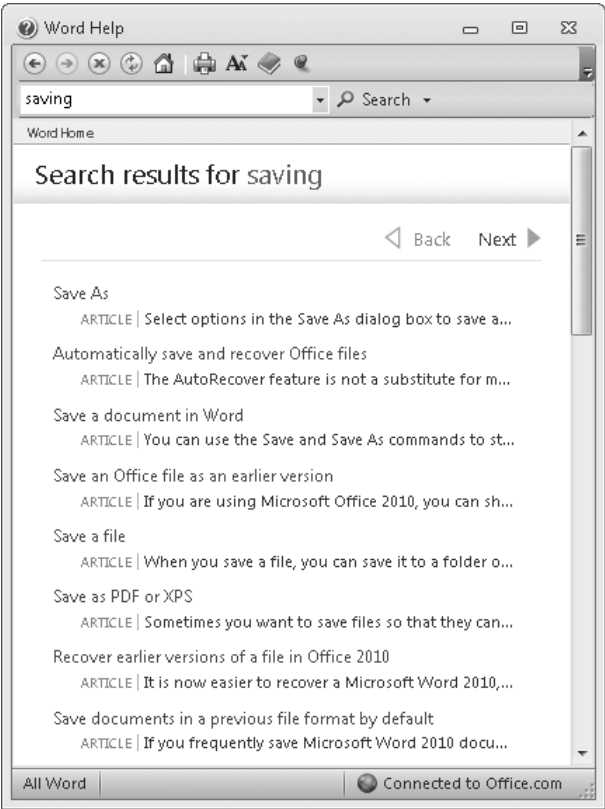 Word Help
saving
Search
Word Home
Search results for saving
Back Next
Save As
ARTICLE | Select options in the Save As dialog box to save a...
Automatically save and recover Office files
ARTICLE | The AutoRecover feature is not a substitute for m...
Save a document in Word
ARTICLE | You can use the Save and Save As commands to st...
Save an Office file as an earlier version
ARTICLE | If you are using Microsoft Office 2010, you can sh...
Save a file
ARTICLE | When you save a file, you can save it to a folder o...
Save as PDF or XPS
ARTICLE | Sometimes you want to save files so that they can...
Recover earlier versions of a file in Office 2010
ARTICLE | It is now easier to recover a Microsoft Word 2010,...
Save documents in a previous file format by default
ARTICLE | If you frequently save Microsoft Word 2010 docu...
All Word Connected to Office.com